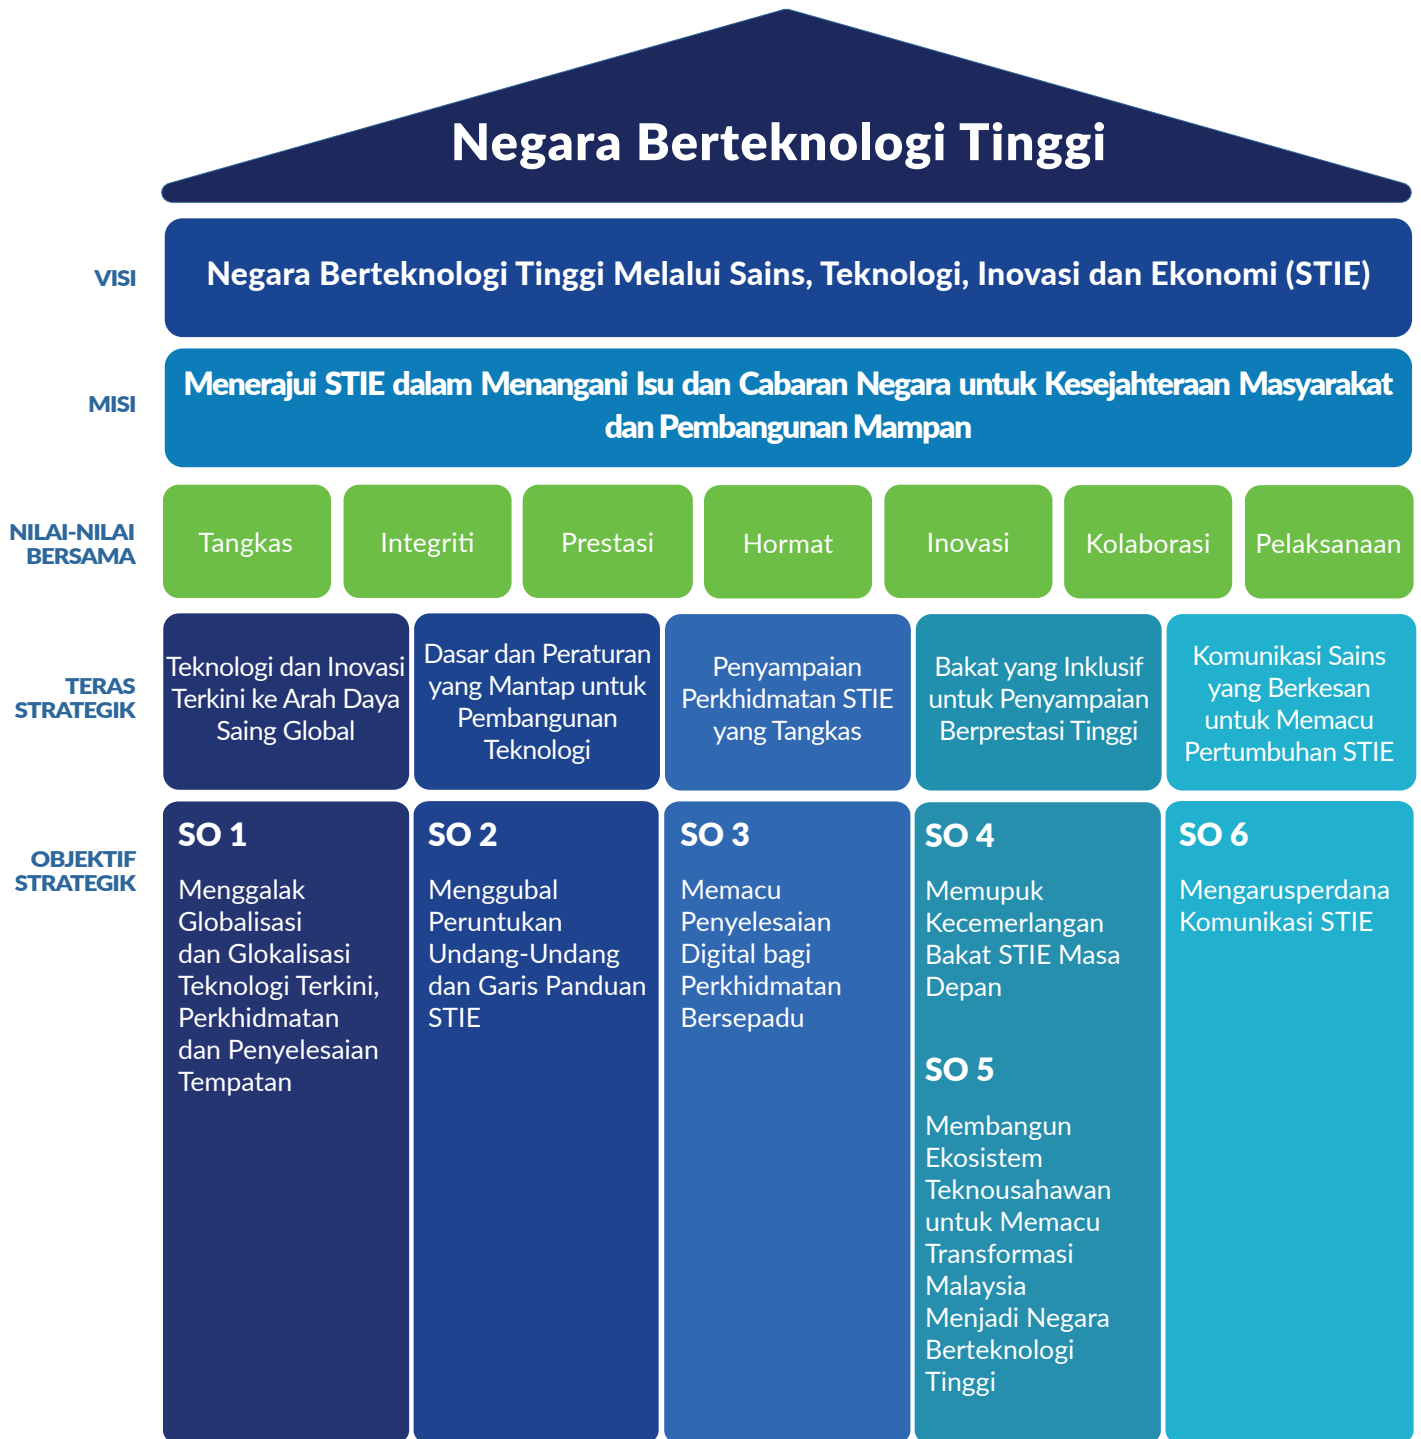 Negara Berteknologi Tinggi
VISI
Negara Berteknologi Tinggi Melalui Sains, Teknologi, Inovasi dan Ekonomi (STIE)
MISI
Menerajui STIE dalam Menangani Isu dan Cabaran Negara untuk Kesejahteraan Masyarakat
dan Pembangunan Mampan
NILAI-NILAI
BERSAMA
Tangkas
Integriti
Prestasi
Hormat
Inovasi
Kolaborasi
Pelaksanaan
TERAS
STRATEGIK
Teknologi dan Inovasi
Terkini ke Arah Daya
Saing Global
Dasar dan Peraturan
yang Mantap untuk
Pembangunan
Teknologi
Penyampaian
Perkhidmatan STIE
yang Tangkas
Bakat yang Inklusif
untuk Penyampaian
Berprestasi Tinggi
Komunikasi Sains
yang Berkesan
untuk Memacu
Pertumbuhan STIE
OBJEKTIF
STRATEGIK
SO 1
Menggalak
Globalisasi
dan Glokalisasi
Teknologi Terkini,
Perkhidmatan
dan Penyelesaian
Tempatan
SO 2
Menggubal
Peruntukan
Undang-Undang
dan Garis Panduan
STIE
SO 3
Memacu
Penyelesaian
Digital bagi
Perkhidmatan
Bersepadu
SO 4
Memupuk
Kecemerlangan
Bakat STIE Masa
Depan
SO 5
Membangun
Ekosistem
Teknousahawan
untuk Memacu
Transformasi
Malaysia
Menjadi Negara
Berteknologi
Tinggi
SO 6
Mengarusperdana
Komunikasi STIE